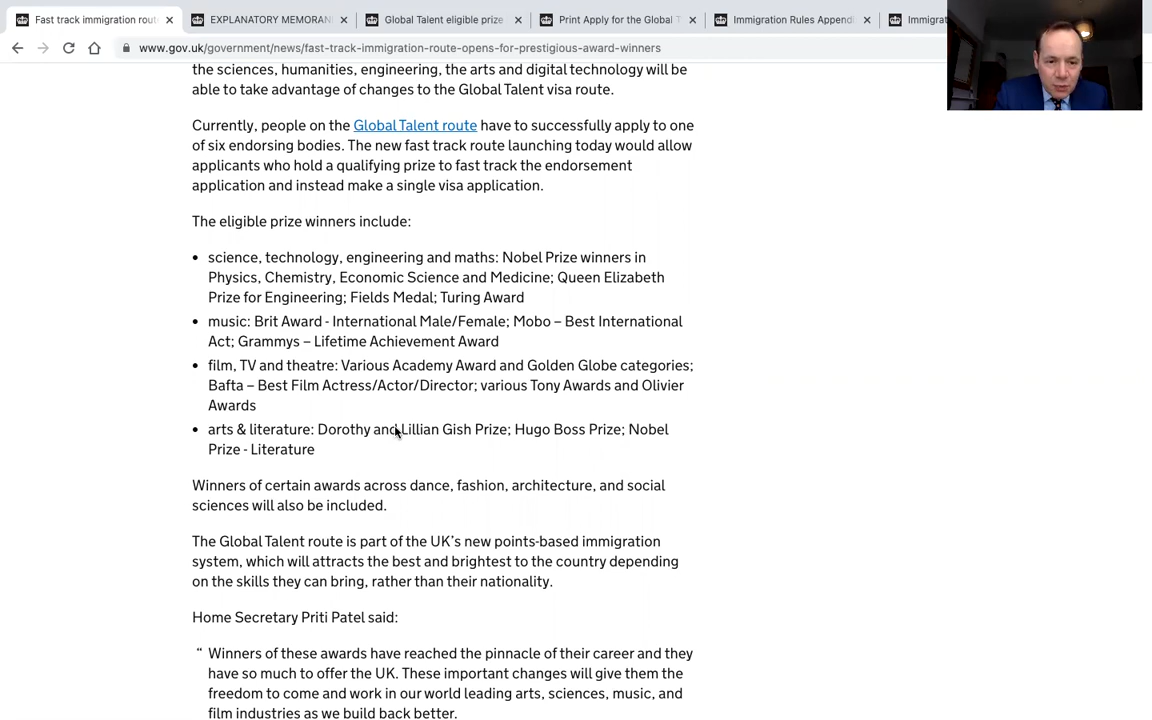 Fast track immigration rout
EXPLANATORY MEMORAN
Global Talent eligible prize
Print Apply for the Global T
Immigration Rules Appendi
Immigrat
www.gov.uk/government/news/fast-track-immigration-route-opens-for-prestigious-award-winners
the sciences, humanities, engineering, the arts and digital technology will be
able to take advantage of changes to the Global Talent visa route.
Currently, people on the Global Talent route have to successfully apply to one
of six endorsing bodies. The new fast track route launching today would allow
applicants who hold a qualifying prize to fast track the endorsement
application and instead make a single visa application.
The eligible prize winners include:
• science, technology, engineering and maths: Nobel Prize winners in
Physics, Chemistry, Economic Science and Medicine; Queen Elizabeth
Prize for Engineering; Fields Medal; Turing Award
• music: Brit Award - International Male/Female; Mobo – Best International
Act; Grammys – Lifetime Achievement Award
• film, TV and theatre: Various Academy Award and Golden Globe categories;
Bafta – Best Film Actress/Actor/Director; various Tony Awards and Olivier
Awards
• arts & literature: Dorothy and Lillian Gish Prize; Hugo Boss Prize; Nobel
Prize - Literature
Winners of certain awards across dance, fashion, architecture, and social
sciences will also be included.
The Global Talent route is part of the UK’s new points-based immigration
system, which will attracts the best and brightest to the country depending
on the skills they can bring, rather than their nationality.
Home Secretary Priti Patel said:
“ Winners of these awards have reached the pinnacle of their career and they
have so much to offer the UK. These important changes will give them the
freedom to come and work in our world leading arts, sciences, music, and
film industries as we build back better.